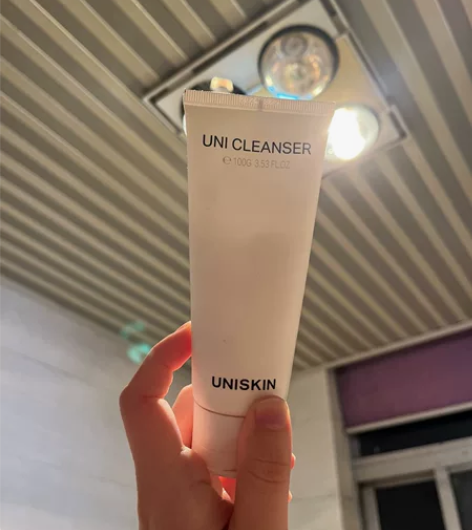 UNI CLEANSER
℮100G 3.53 FL.OZ
UNISKIN